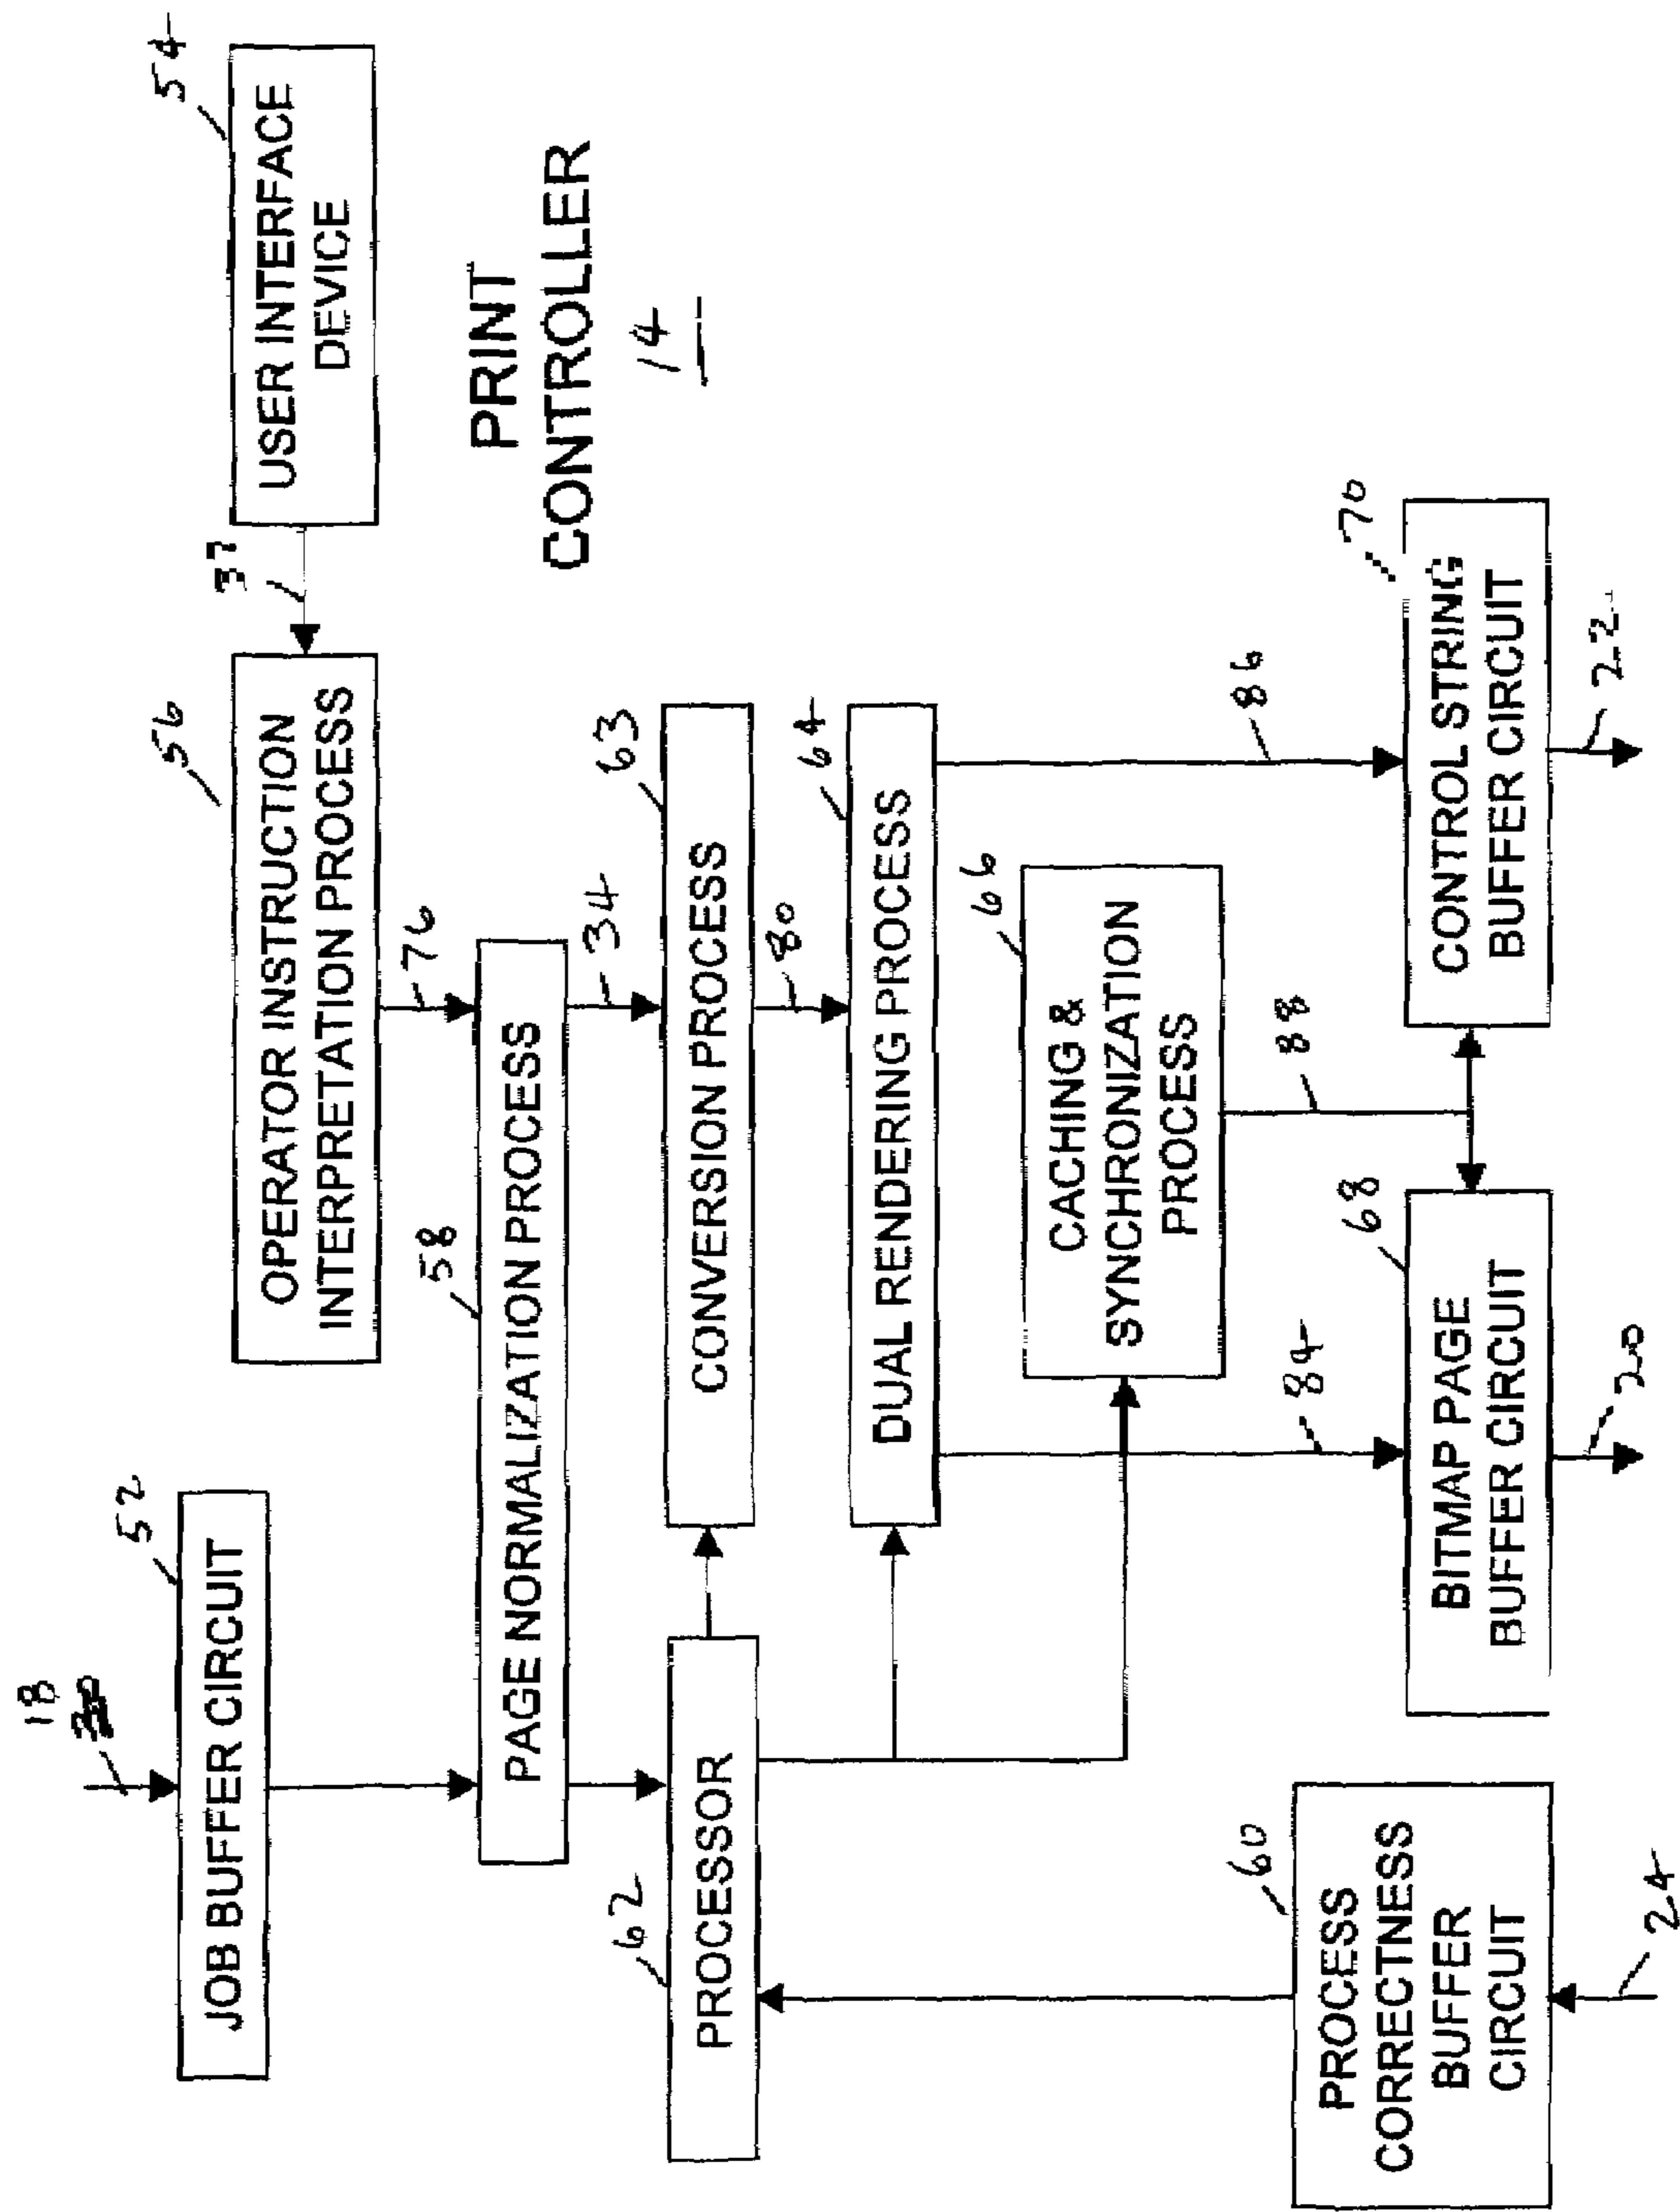 18
52
JOB BUFFER CIRCUIT
54
USER INTERFACE
DEVICE
37
56
OPERATOR INSTRUCTION
INTERPRETATION PROCESS
76
58
PAGE NORMALIZATION PROCESS
PRINT
CONTROLLER
14
34
62
PROCESSOR
63
CONVERSION PROCESS
80
64
DUAL RENDERING PROCESS
66
CACHING &
SYNCHRONIZATION
PROCESS
84
88
86
60
PROCESS
CORRECTNESS
BUFFER
CIRCUIT
68
BITMAP PAGE
BUFFER CIRCUIT
70
CONTROL STRING
BUFFER CIRCUIT
24
20
22